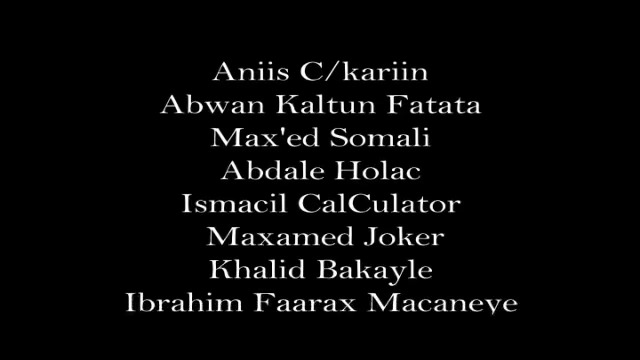 Aniis C/kariin
Abwan Kaltun Fatata
Max'ed Somali
Abdale Holac
Ismacil CalCulator
Maxamed Joker
Khalid Bakayle
Ibrahim Faarax Macaneye